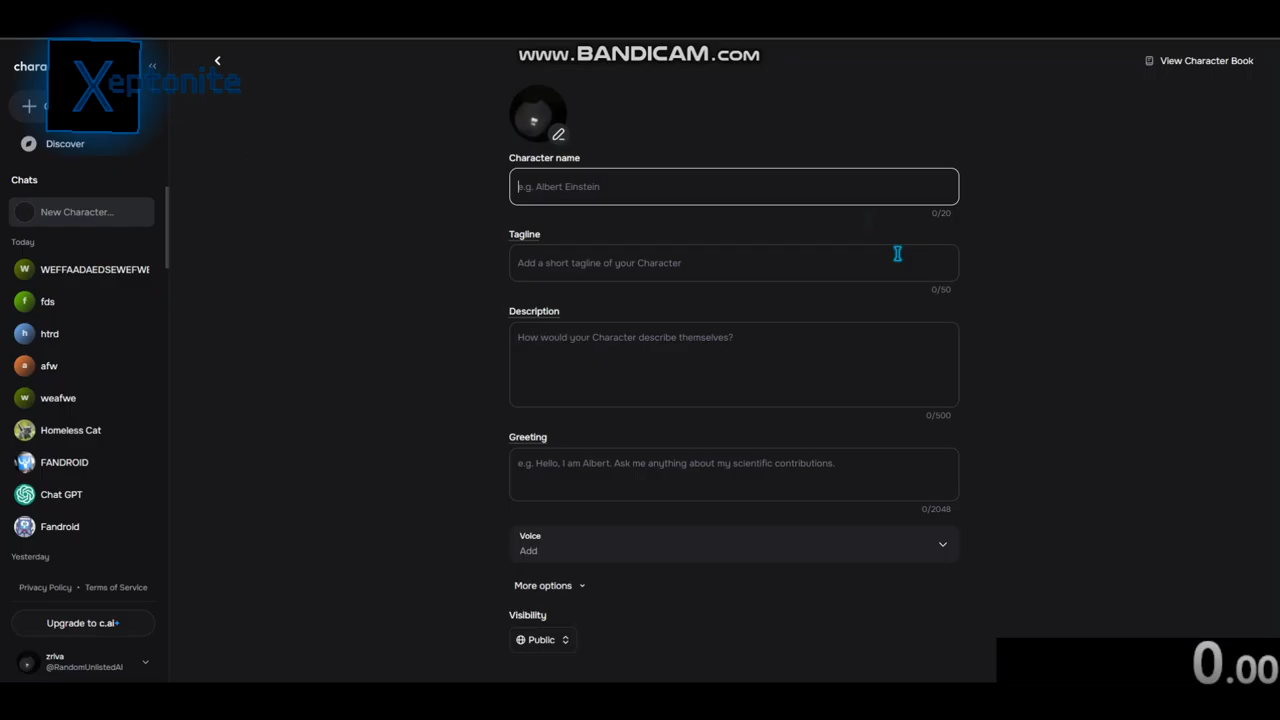 www.BANDICAM.com
View Character Book
chara
Xeptonite
Discover
Chats
New Character...
Today
WEFFAADAEDSEWEFWE
fds
htrd
afw
weafwe
Homeless Cat
FANDROID
Chat GPT
Fandroid
Yesterday
Privacy Policy • Terms of Service
Upgrade to c.ai+
zriva
@RandomUnlistedAI
Character name
e.g. Albert Einstein
0/20
Tagline
Add a short tagline of your Character
0/50
Description
How would your Character describe themselves?
0/500
Greeting
e.g. Hello, I am Albert. Ask me anything about my scientific contributions.
0/2048
Voice
Add
More options
Visibility
Public
0.00